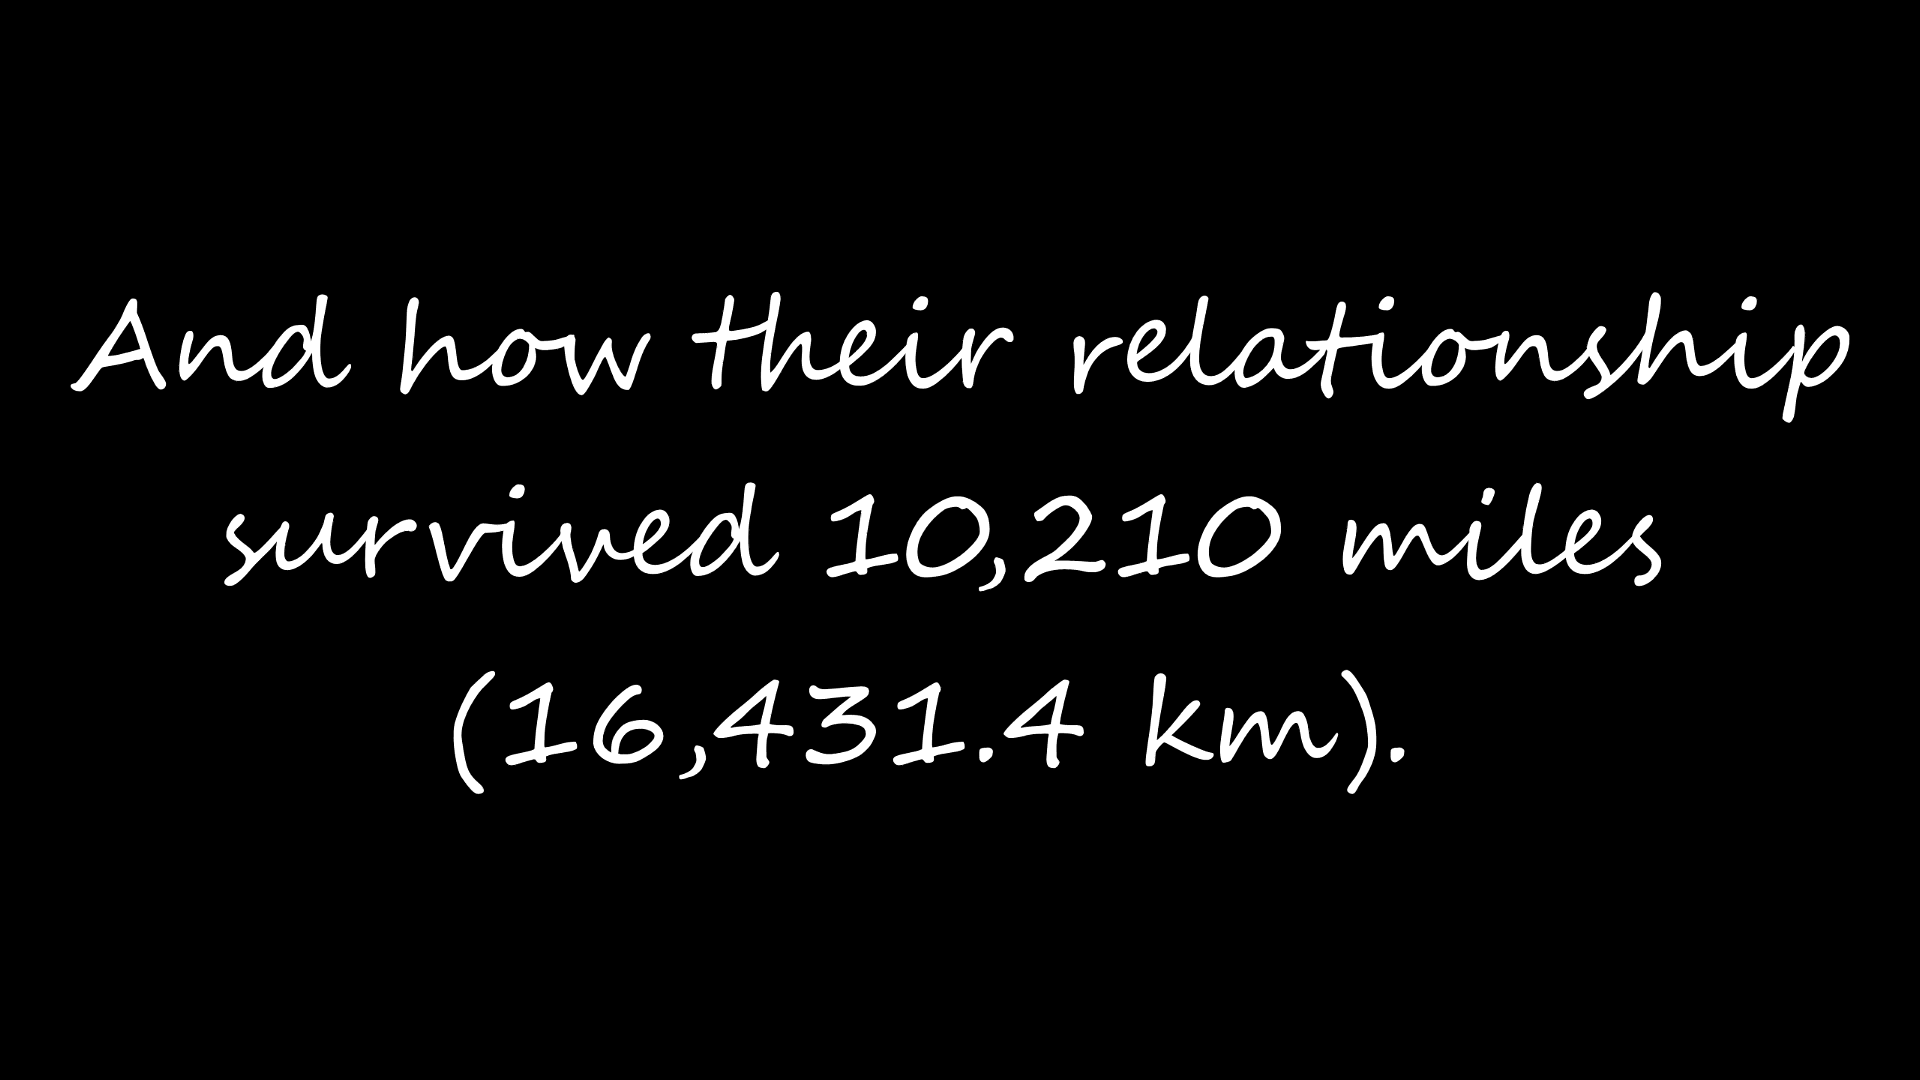 And how their relationship
survived 10,210 miles
(16,431.4 km).